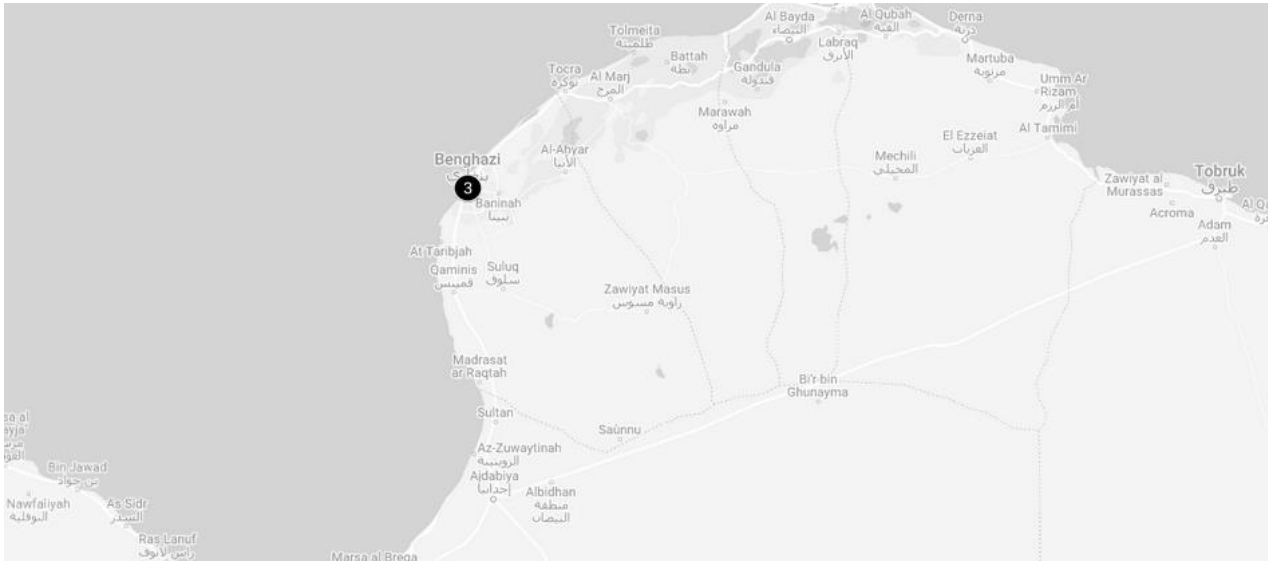 Al Bayda
البيضاء
Al Qubah
القبة
Derna
درنة
Tolmeita
طلميتة
Labraq
الأبرق
Battah
بطة
Gandula
قندولة
Martuba
مرتوبة
Tocra
توكرة
Al Marj
المرج
Umm Ar
Rizam
أم الرزم
Marawah
مراوه
Al Tamimi
El Ezzeiat
العزيات
Benghazi
بنغازي
3
Al-Abyar
الأبيار
Mechili
المخيلي
Tobruk
طبرق
Zawiyat al
Murassas
Baninah
بنينا
Acroma
Adam
العدم
At Taribjah
Qaminis
قمينس
Suluq
سلوق
Zawiyat Masus
زاوية مسوس
Madrasat
ar Raqtah
Bi'r bin
Ghunayma
Sultan
Saùnnu
Az-Zuwaytinah
الزويتينة
Ajdabiya
إجدابيا
Albidhan
منطقة
البيضان
Bin Jawad
بن جواد
Nawfaliyah
النوفلية
As Sidr
السدر
Ras Lanuf
راس لانوف
Marsa al Brega